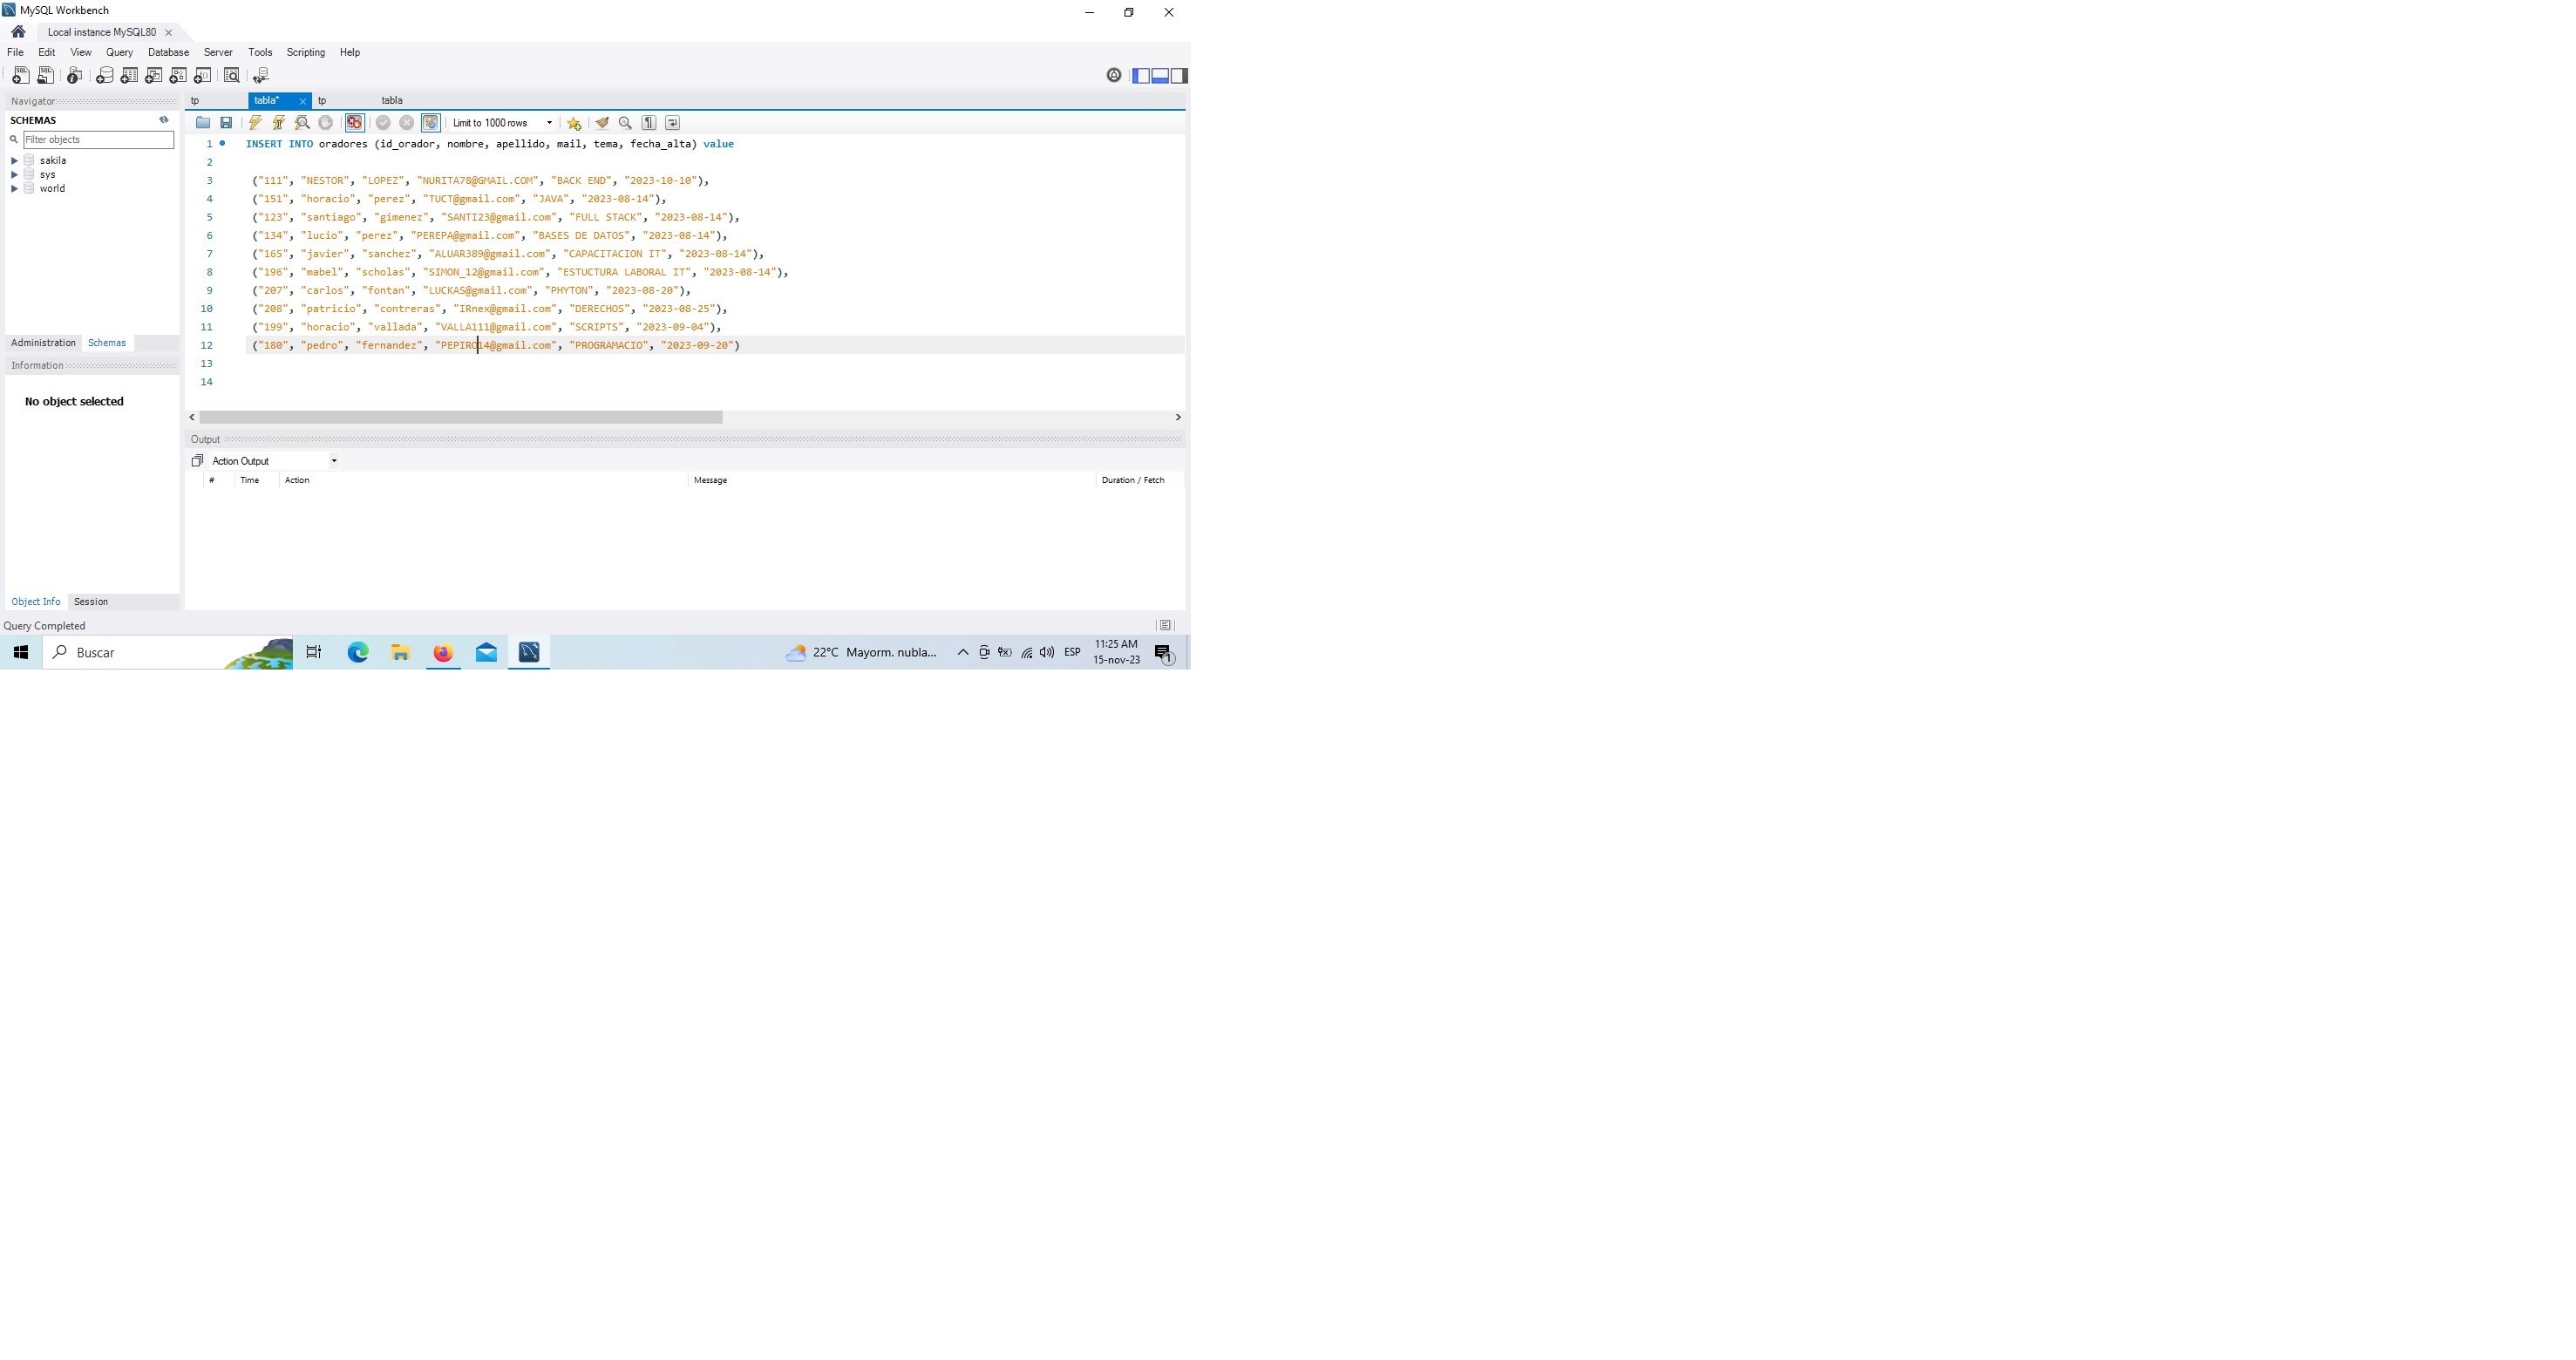 MySQL Workbench
Local instance MySQL80
File Edit View Query Database Server Tools Scripting Help
Navigator
tp tabla* tp tabla
SCHEMAS
Limit to 1000 rows
Filter objects
sakila
sys
world
1 INSERT INTO oradores (id_orador, nombre, apellido, mail, tema, fecha_alta) value
2
3 ("111", "NESTOR", "LOPEZ", "NURITA78@GMAIL.COM", "BACK END", "2023-10-10"),
4 ("151", "horacio", "perez", "TUCT@gmail.com", "JAVA", "2023-08-14"),
5 ("123", "santiago", "gimenez", "SANTI23@gmail.com", "FULL STACK", "2023-08-14"),
6 ("134", "lucio", "perez", "PEREPA@gmail.com", "BASES DE DATOS", "2023-08-14"),
7 ("165", "javier", "sanchez", "ALUAR389@gmail.com", "CAPACITACION IT", "2023-08-14"),
8 ("196", "mabel", "scholas", "SIMON_12@gmail.com", "ESTUCTURA LABORAL IT", "2023-08-14"),
9 ("207", "carlos", "fontan", "LUCKAS@gmail.com", "PHYTON", "2023-08-20"),
10 ("208", "patricio", "contreras", "IRnex@gmail.com", "DERECHOS", "2023-08-25"),
11 ("199", "horacio", "vallada", "VALLA111@gmail.com", "SCRIPTS", "2023-09-04"),
12 ("180", "pedro", "fernandez", "PEPIRO14@gmail.com", "PROGRAMACIO", "2023-09-20")
13
14
Administration Schemas
Information
No object selected
Output
Action Output
# Time Action Message Duration / Fetch
Object Info Session
Query Completed
Buscar
22°C Mayorm. nubla...
ESP
11:25 AM
15-nov-23
1